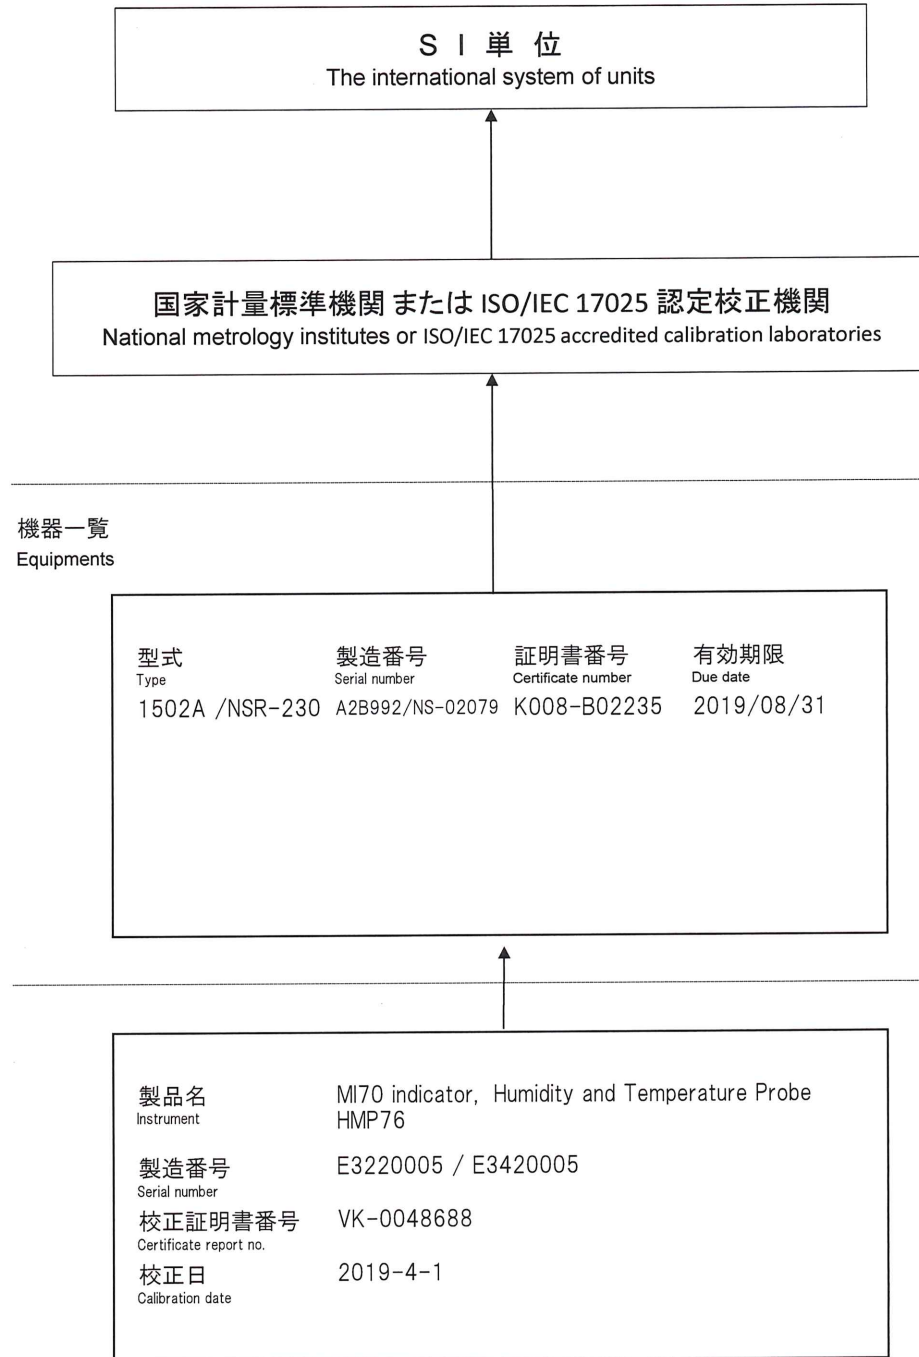 S I 単 位
The international system of units
国家計量標準機関 または ISO/IEC 17025 認定校正機関
National metrology institutes or ISO/IEC 17025 accredited calibration laboratories
機器一覧
Equipments
型式 製造番号 証明書番号 有効期限
Type Serial number Certificate number Due date
1502A /NSR-230 A2B992/NS-02079 K008-B02235 2019/08/31
製品名 MI70 indicator, Humidity and Temperature Probe
Instrument HMP76
製造番号 E3220005 / E3420005
Serial number
校正証明書番号 VK-0048688
Certificate report no.
校正日 2019-4-1
Calibration date